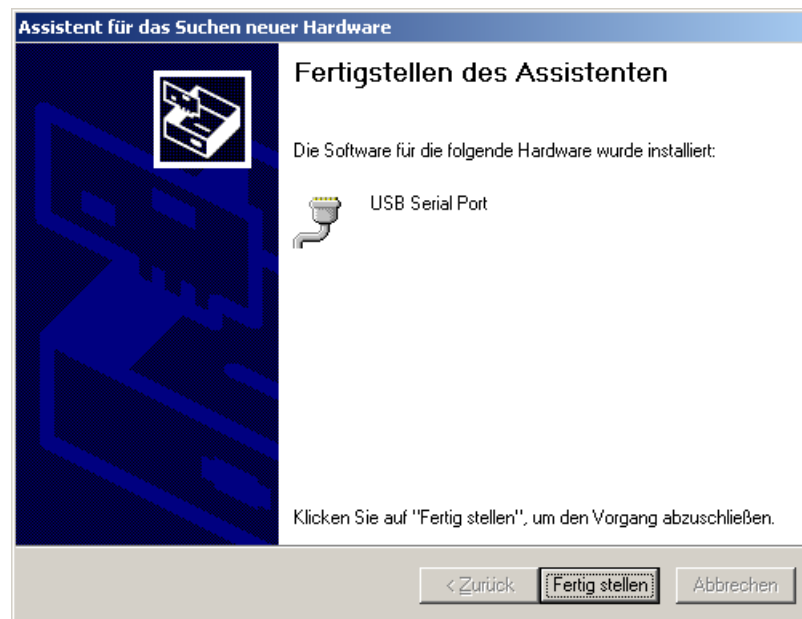 Assistent für das Suchen neuer Hardware
Fertigstellen des Assistenten
Die Software für die folgende Hardware wurde installiert:
USB Serial Port
Klicken Sie auf "Fertig stellen", um den Vorgang abzuschließen.
< Zurück Fertig stellen Abbrechen